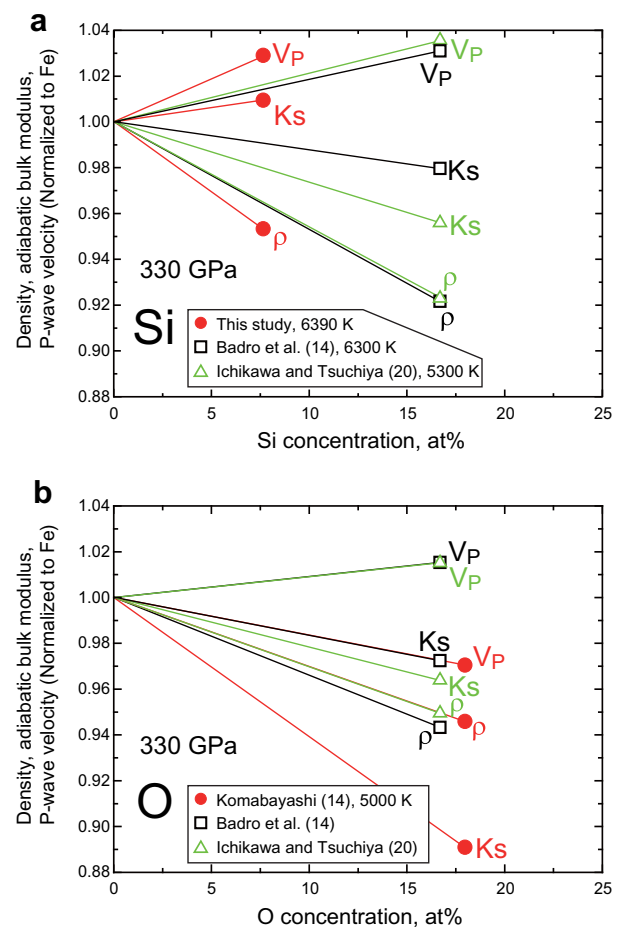 a
Density, adiabatic bulk modulus,
P-wave velocity (Normalized to Fe)
1.04
1.02
1.00
0.98
0.96
0.94
0.92
0.90
0.88
VP
Ks
ρ
VP
VP
Ks
Ks
ρ
ρ
330 GPa
Si
This study, 6390 K
Badro et al. (14), 6300 K
Ichikawa and Tsuchiya (20), 5300 K
0 5 10 15 20 25
Si concentration, at%
b
Density, adiabatic bulk modulus,
P-wave velocity (Normalized to Fe)
1.04
1.02
1.00
0.98
0.96
0.94
0.92
0.90
0.88
VP
VP
Ks
VP
Ks
ρ
ρ
ρ
Ks
330 GPa
O
Komabayashi (14), 5000 K
Badro et al. (14)
Ichikawa and Tsuchiya (20)
0 5 10 15 20 25
O concentration, at%